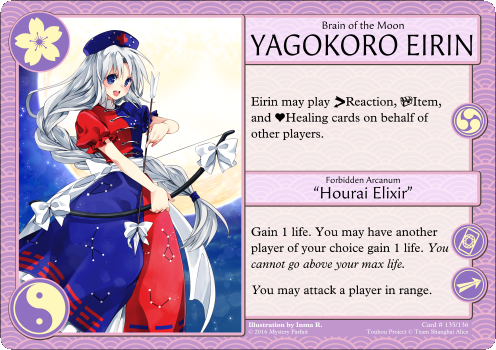 Brain of the Moon
YAGOKORO EIRIN
Eirin may play Reaction, Item,
and Healing cards on behalf of
other players.
Forbidden Arcanum
“Hourai Elixir”
Gain 1 life. You may have another
player of your choice gain 1 life. You
cannot go above your max life.
You may attack a player in range.
Illustration by Inma R.
© 2016 Mystery Parfait
Card # 135/136
Touhou Project © Team Shanghai Alice